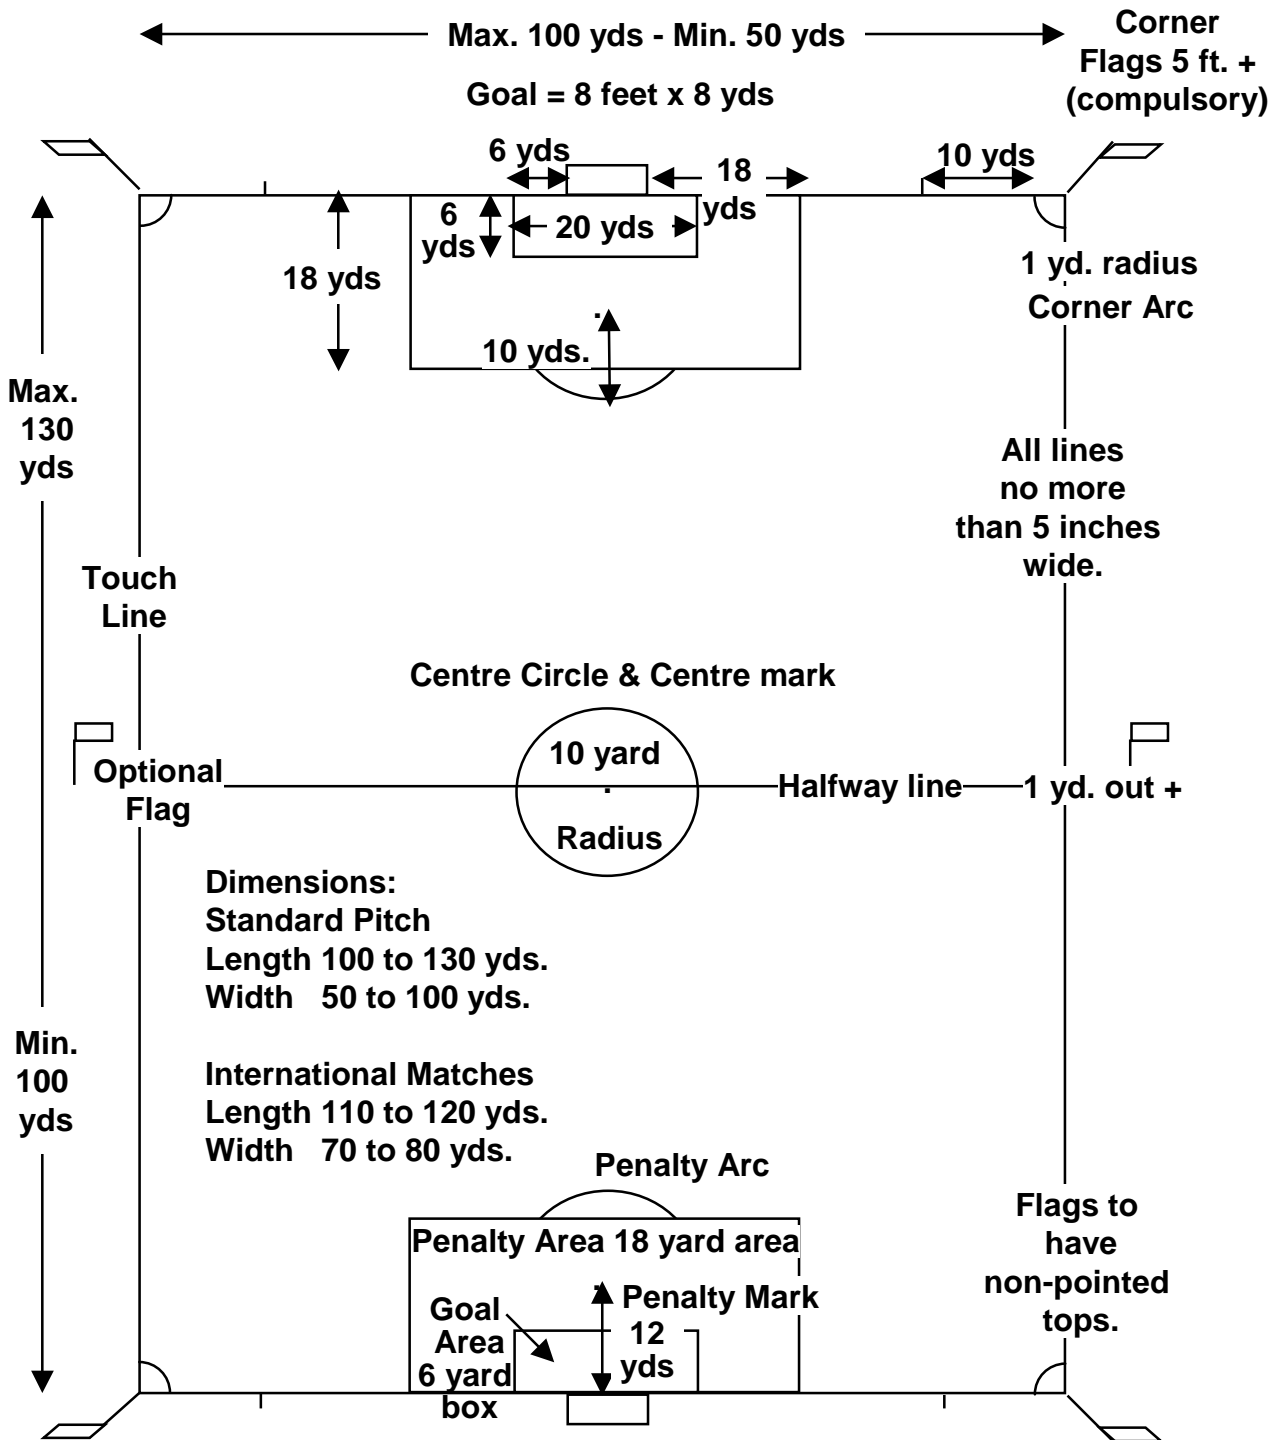 Max. 100 yds - Min. 50 yds
Corner
Flags 5 ft. +
(compulsory)
Goal = 8 feet x 8 yds
6 yds
18
yds
10 yds
6
yds
20 yds
18 yds
1 yd. radius
Corner Arc
10 yds.
Max.
130
yds
All lines
no more
than 5 inches
wide.
Touch
Line
Centre Circle & Centre mark
10 yard
Radius
Optional
Flag
Halfway line
1 yd. out +
Dimensions:
Standard Pitch
Length 100 to 130 yds.
Width 50 to 100 yds.
Min.
100
yds
International Matches
Length 110 to 120 yds.
Width 70 to 80 yds.
Penalty Arc
Penalty Area 18 yard area
Flags to
have
non-pointed
tops.
Penalty Mark
12
yds
Goal
Area
6 yard
box